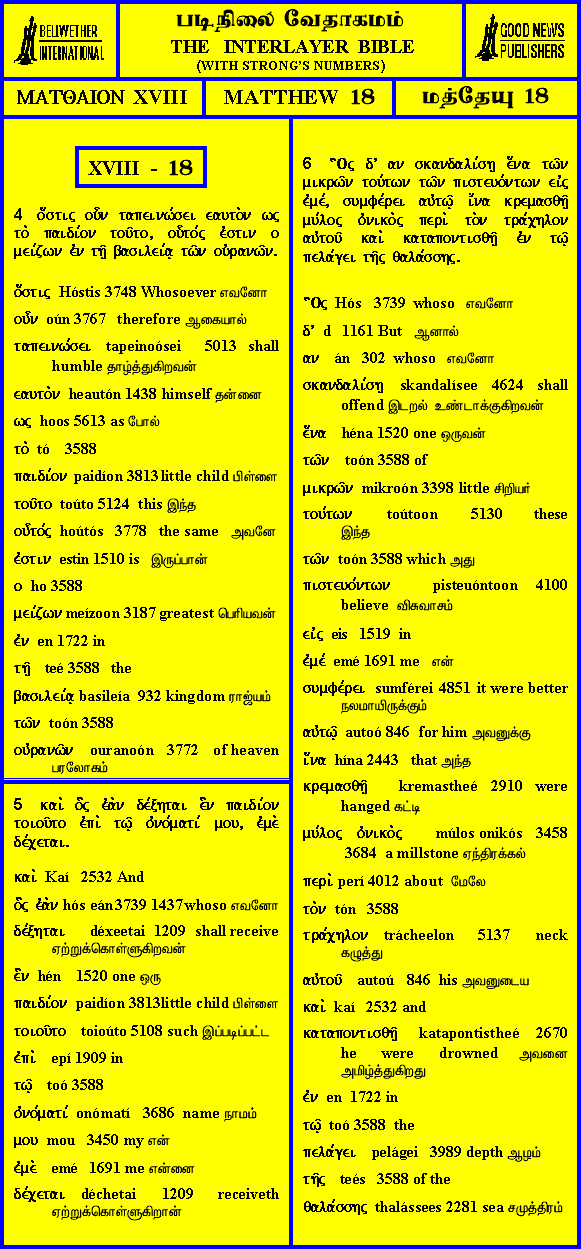 BELLWETHER
INTERNATIONAL
படிநிலை வேதாகமம்
THE INTERLAYER BIBLE
(WITH STRONG'S NUMBERS)
GOOD NEWS
PUBLISHERS
ΜΑΤΘΑΙΟΝ XVIII
MATTHEW 18
மத்தேயு 18
XVIII - 18
4 ὅστις οὖν ταπεινώσει εαυτὸν ως
τὸ παιδίον τοῦτο, οὗτός ἐστιν ο
μείζων ἐν τῇ βασιλείᾳ τῶν οὐρανῶν.
ὅστις Hóstis 3748 Whosoever எவனோ
οὖν oún 3767 therefore ஆகையால்
ταπεινώσει tapeinoósei 5013 shall
humble தாழ்த்துகிறவன்
εαυτὸν heautón 1438 himself தன்னை
ως hoos 5613 as போல்
τὸ tó 3588
παιδίον paidíon 3813 little child பிள்ளை
τοῦτο toúto 5124 this இந்த
οὗτός hoútós 3778 the same அவனே
ἐστιν estin 1510 is இருப்பான்
ο ho 3588
μείζων meízoon 3187 greatest பெரியவன்
ἐν en 1722 in
τῇ teé 3588 the
βασιλείᾳ basileía 932 kingdom ராஜ்யம்
τῶν toón 3588
οὐρανῶν ouranoón 3772 of heaven
பரலோகம்
5 καὶ ὃς ἐὰν δέξηται ἓν παιδίον
τοιοῦτο ἐπὶ τῷ ὀνόματί μου, ἐμὲ
δέχεται.
καὶ Kaí 2532 And
ὃς ἐὰν hós eán 3739 1437 whoso எவனோ
δέξηται déxeetai 1209 shall receive
ஏற்றுக்கொள்ளுகிறவன்
ἓν hén 1520 one ஒரு
παιδίον paidíon 3813 little child பிள்ளை
τοιοῦτο toioúto 5108 such இப்படிப்பட்ட
ἐπὶ epí 1909 in
τῷ toó 3588
ὀνόματί onómatí 3686 name நாமம்
μου mou 3450 my என்
ἐμὲ emé 1691 me என்னை
δέχεται déchetai 1209 receiveth
ஏற்றுக்கொள்ளுகிறான்
6 Ὃς δ' αν σκανδαλίσῃ ἕνα τῶν
μικρῶν τούτων τῶν πιστευόντων εἰς
ἐμέ, συμφέρει αὐτῷ ἵνα κρεμασθῇ
μύλος ὀνικὸς περὶ τὸν τράχηλον
αὐτοῦ καὶ καταποντισθῇ ἐν τῷ
πελάγει τῆς θαλάσσης.
Ὃς Hós 3739 whoso எவனோ
δ' d 1161 But ஆனால்
αν án 302 whoso எவனோ
σκανδαλίσῃ skandalísee 4624 shall
offend இடறல் உண்டாக்குகிறவன்
ἕνα héna 1520 one ஒருவன்
τῶν toón 3588 of
μικρῶν mikroón 3398 little சிறியர்
τούτων toútoon 5130 these
இந்த
τῶν toón 3588 which அது
πιστευόντων pisteuóntoon 4100
believe விசுவாசம்
εἰς eis 1519 in
ἐμέ emé 1691 me என்
συμφέρει sumférei 4851 it were better
நலமாயிருக்கும்
αὐτῷ autoó 846 for him அவனுக்கு
ἵνα hína 2443 that அந்த
κρεμασθῇ kremastheé 2910 were
hanged கட்டி
μύλος ὀνικὸς múlos onikós 3458
3684 a millstone ஏந்திரக்கல்
περὶ perí 4012 about மேலே
τὸν tón 3588
τράχηλον trácheelon 5137 neck
கழுத்து
αὐτοῦ autoú 846 his அவனுடைய
καὶ kaí 2532 and
καταποντισθῇ katapontistheé 2670
he were drowned அவனை
அமிழ்த்துகிறது
ἐν en 1722 in
τῷ toó 3588 the
πελάγει pelágei 3989 depth ஆழம்
τῆς teés 3588 of the
θαλάσσης thalássees 2281 sea சமுத்திரம்